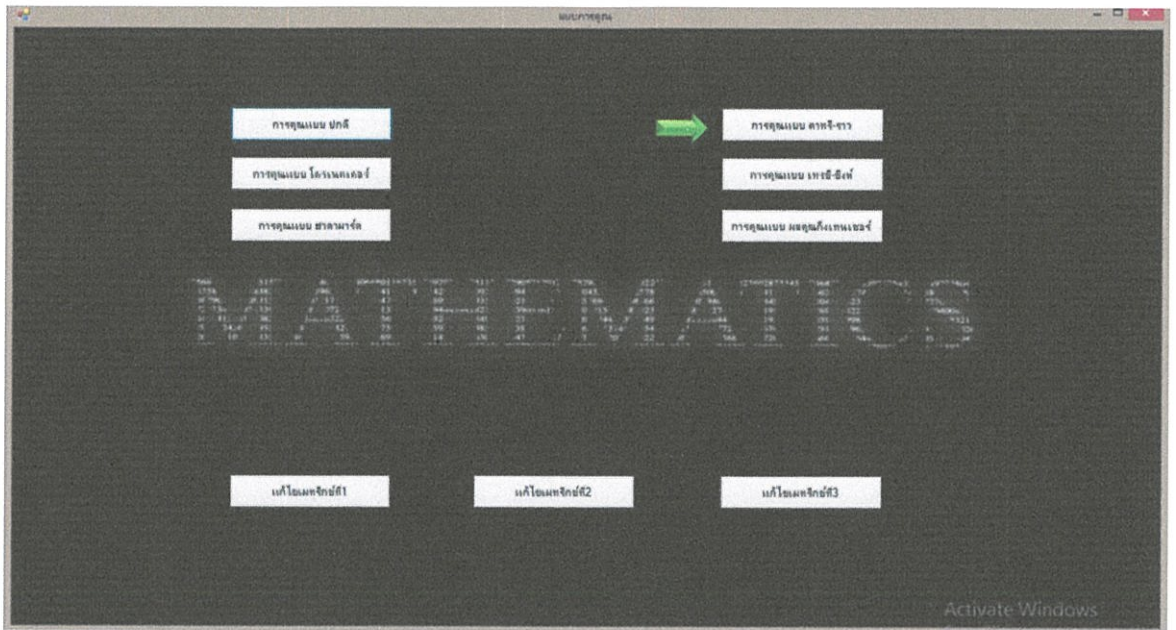 แบบการคูณ
การคูณแบบ ปกติ
การคูณแบบ คาทรี-ราว
การคูณแบบ โครเนคเคอร์
การคูณแบบ เทรซี-ซิงห์
การคูณแบบ ฮาดามาร์ด
การคูณแบบ ผลคูณกึ่งเทนเซอร์
MATHEMATICS
แก้ไขเมทริกซ์ที่1
แก้ไขเมทริกซ์ที่2
แก้ไขเมทริกซ์ที่3
Activate Windows